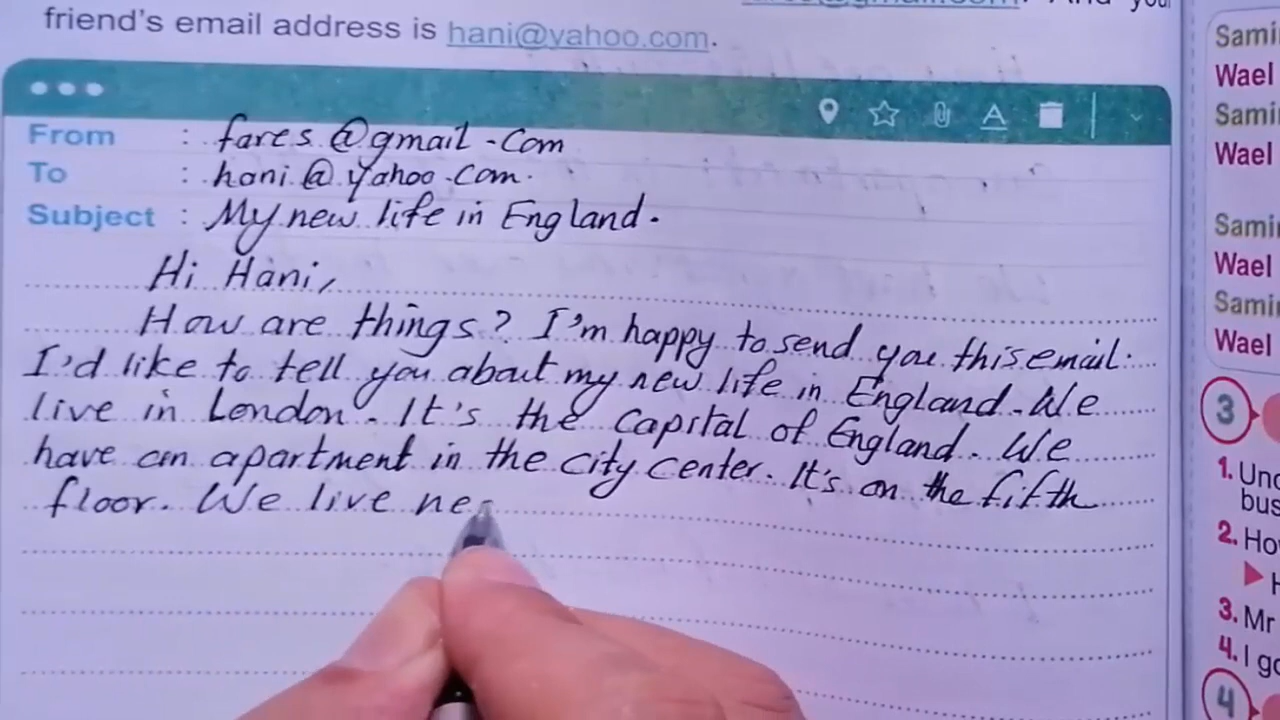 friend's email address is hani@yahoo.com.
From : fares@gmail.com
To : hani@yahoo.com.
Subject : My new life in England.
Hi Hani,
How are things? I'm happy to send you this email.
I'd like to tell you about my new life in England. We
live in London. It's the capital of England. We
have an apartment in the city center. It's on the fifth
floor. We live ne
Sami
Wael
Sami
Wael
Sami
Wael
Sami
Wael
3
1. Und
bus
2. Ho
3. Mr
4. I go
4